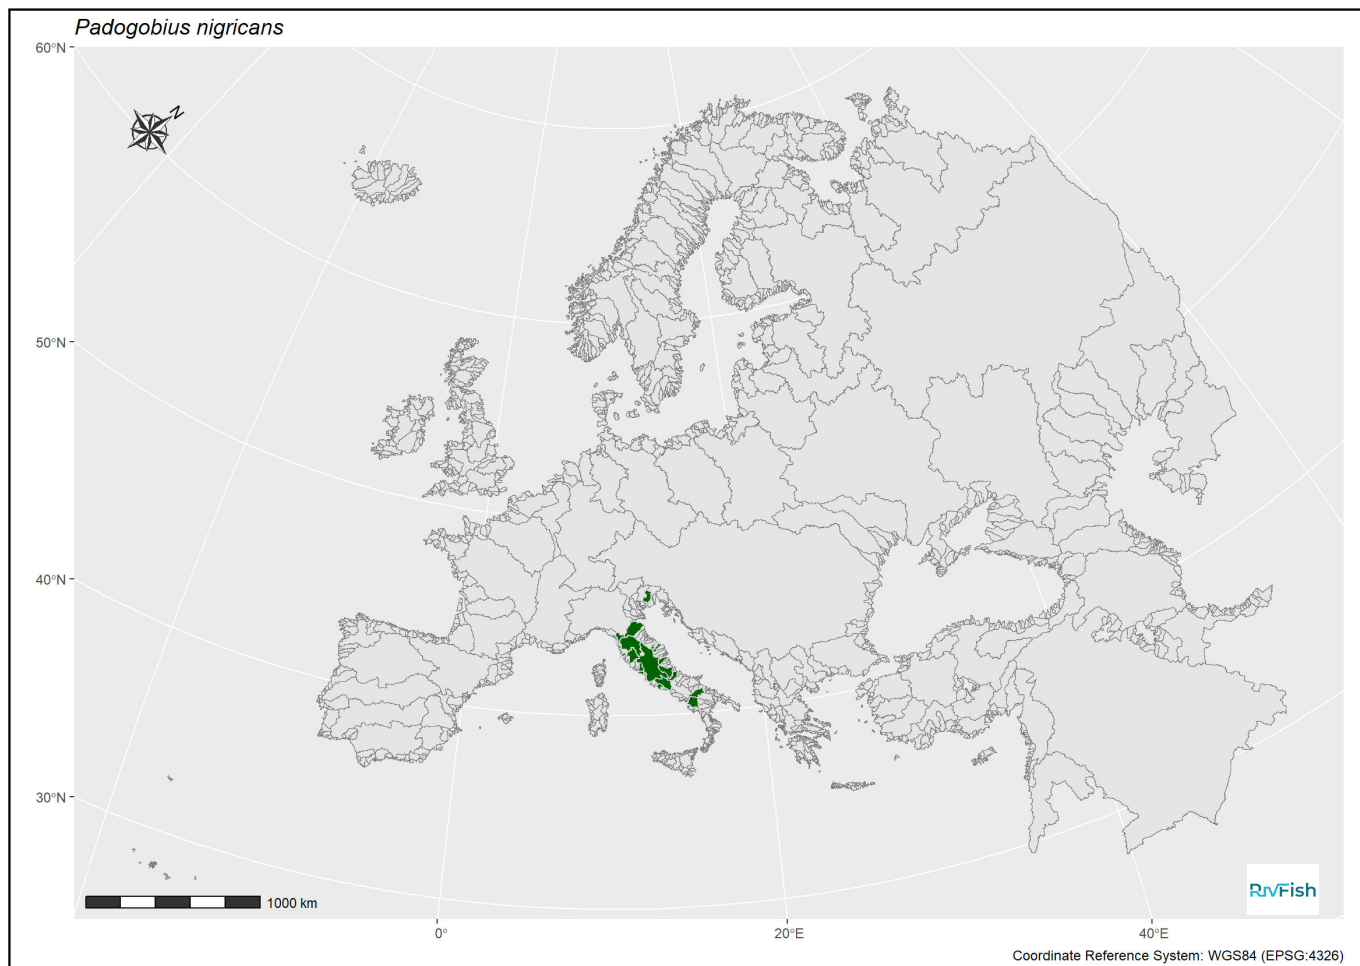 Padogobius nigricans
60°N
50°N
40°N
30°N
N
1000 km
0°
20°E
40°E
RivFish
Coordinate Reference System: WGS84 (EPSG:4326)